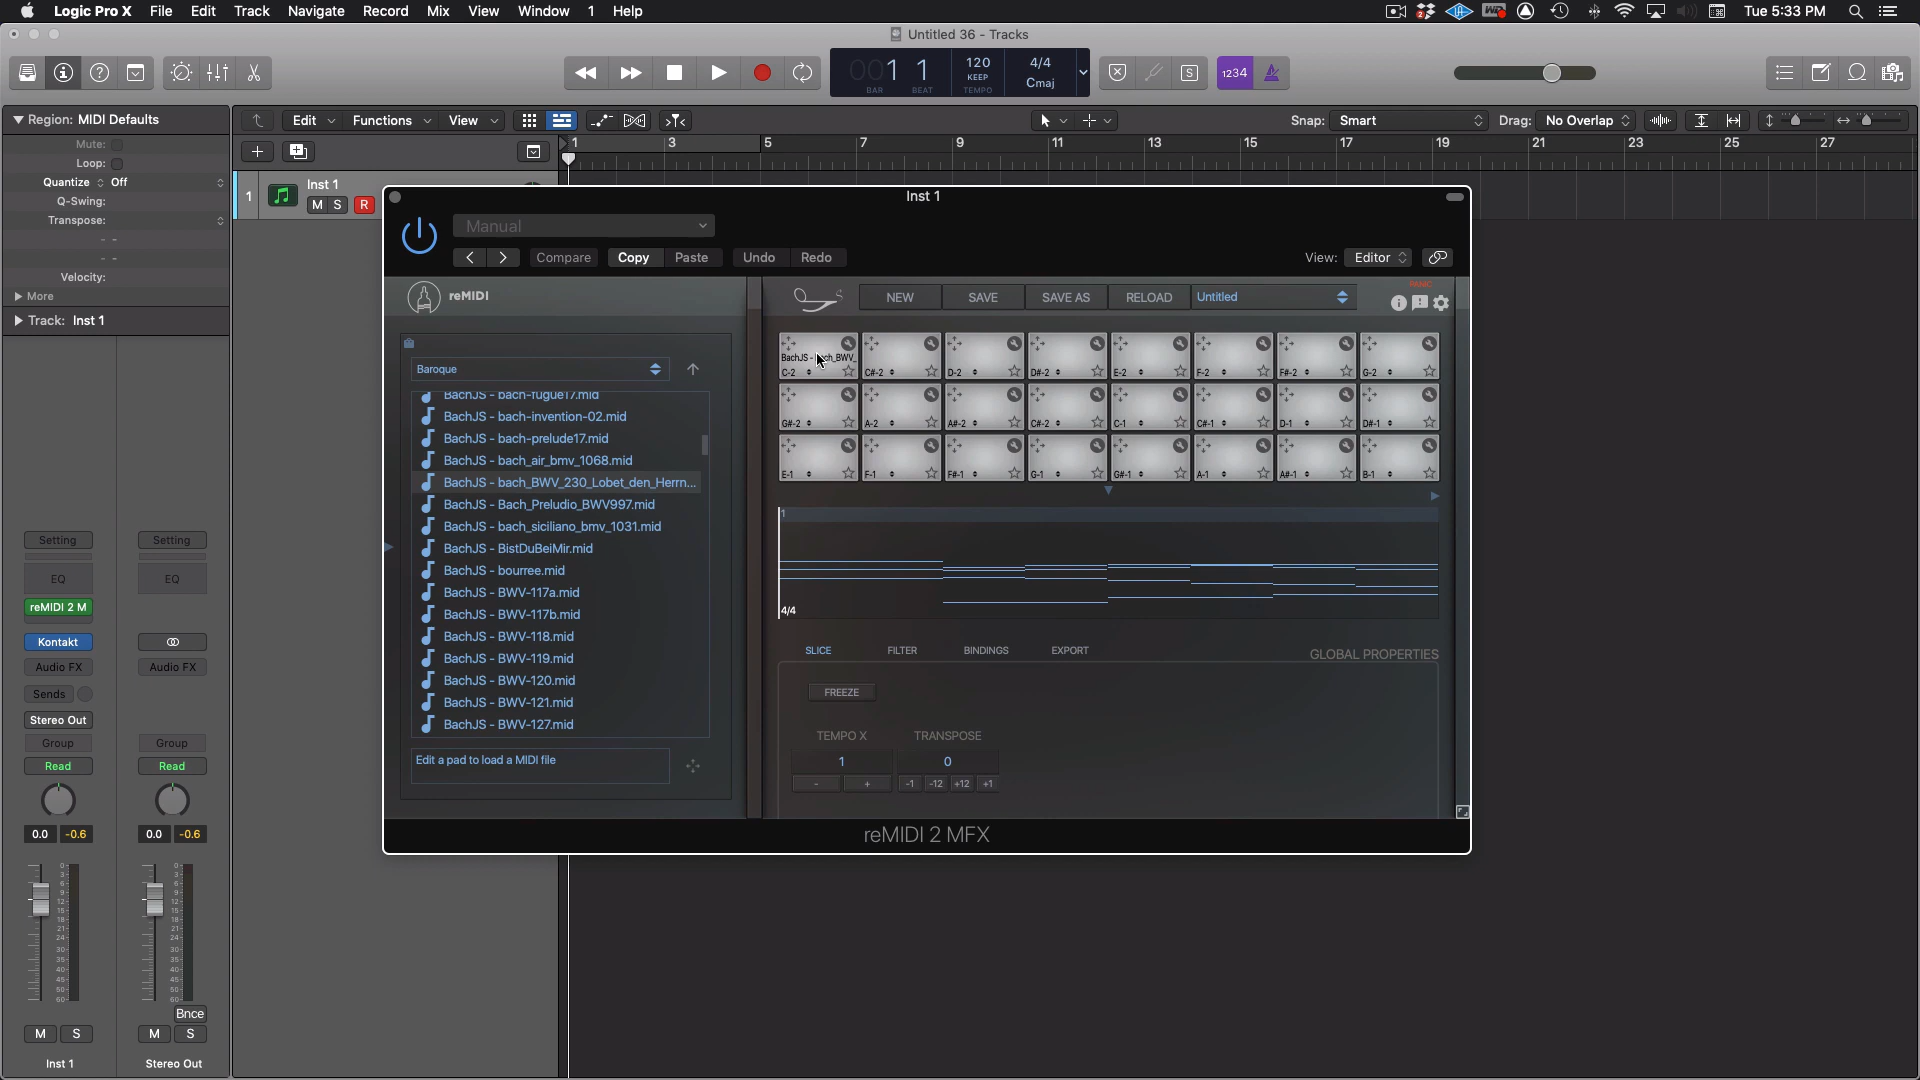 Logic Pro X File Edit Track Navigate Record Mix View Window 1 Help
Tue 5:33 PM
Untitled 36 - Tracks
001 1
BAR BEAT
120
KEEP
TEMPO
4/4
Cmaj
S
1234
Region: MIDI Defaults
Mute:
Loop:
Quantize Off
Q-Swing:
Transpose:
Velocity:
More
Track: Inst 1
Edit Functions View
Snap: Smart
Drag: No Overlap
1 3 5 7 9 11 13 15 17 19 21 23 25 27
1
Inst 1
M S R
Inst 1
Manual
Compare Copy Paste Undo Redo
View: Editor
reMIDI
NEW SAVE SAVE AS RELOAD Untitled
PANIC
Baroque
BachJS - bach-fugue17.mid
BachJS - bach-invention-02.mid
BachJS - bach-prelude17.mid
BachJS - bach_air_bmv_1068.mid
BachJS - bach_BWV_230_Lobet_den_Herrn...
BachJS - Bach_Preludio_BWV997.mid
BachJS - bach_siciliano_bmv_1031.mid
BachJS - BistDuBeiMir.mid
BachJS - bourree.mid
BachJS - BWV-117a.mid
BachJS - BWV-117b.mid
BachJS - BWV-118.mid
BachJS - BWV-119.mid
BachJS - BWV-120.mid
BachJS - BWV-121.mid
BachJS - BWV-127.mid
Edit a pad to load a MIDI file
C-2 C#-2 D-2 D#-2 E-2 F-2 F#-2 G-2
G#-2 A-2 A#-2 C#-2 C-1 C#-1 D-1 D#-1
E-1 F-1 F#-1 G-1 G#-1 A-1 A#-1 B-1
1
4/4
SLICE FILTER BINDINGS EXPORT GLOBAL PROPERTIES
FREEZE
TEMPO X TRANSPOSE
1 0
- + -1 -12 +12 +1
reMIDI 2 MFX
Setting Setting
EQ EQ
reMIDI 2 M
Kontakt
Audio FX Audio FX
Sends
Stereo Out
Group Group
Read Read
0.0 -0.6 0.0 -0.6
Bnce
M S M S
Inst 1 Stereo Out